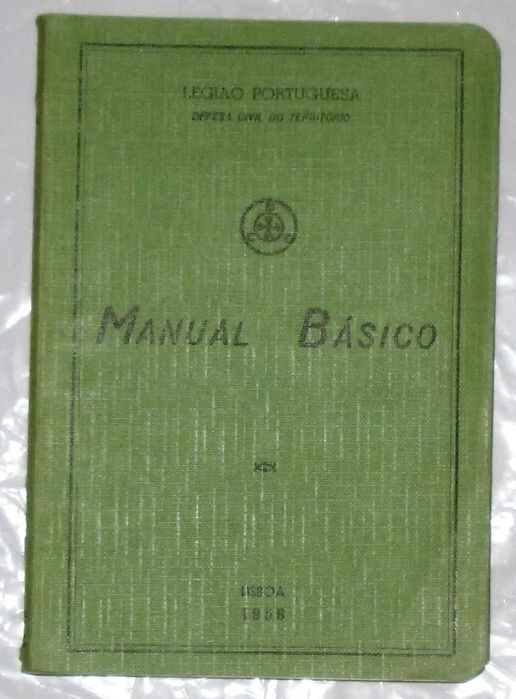 LEGIÃO PORTUGUESA
DEFESA CIVIL DO TERRITÓRIO
MANUAL BÁSICO
LISBOA